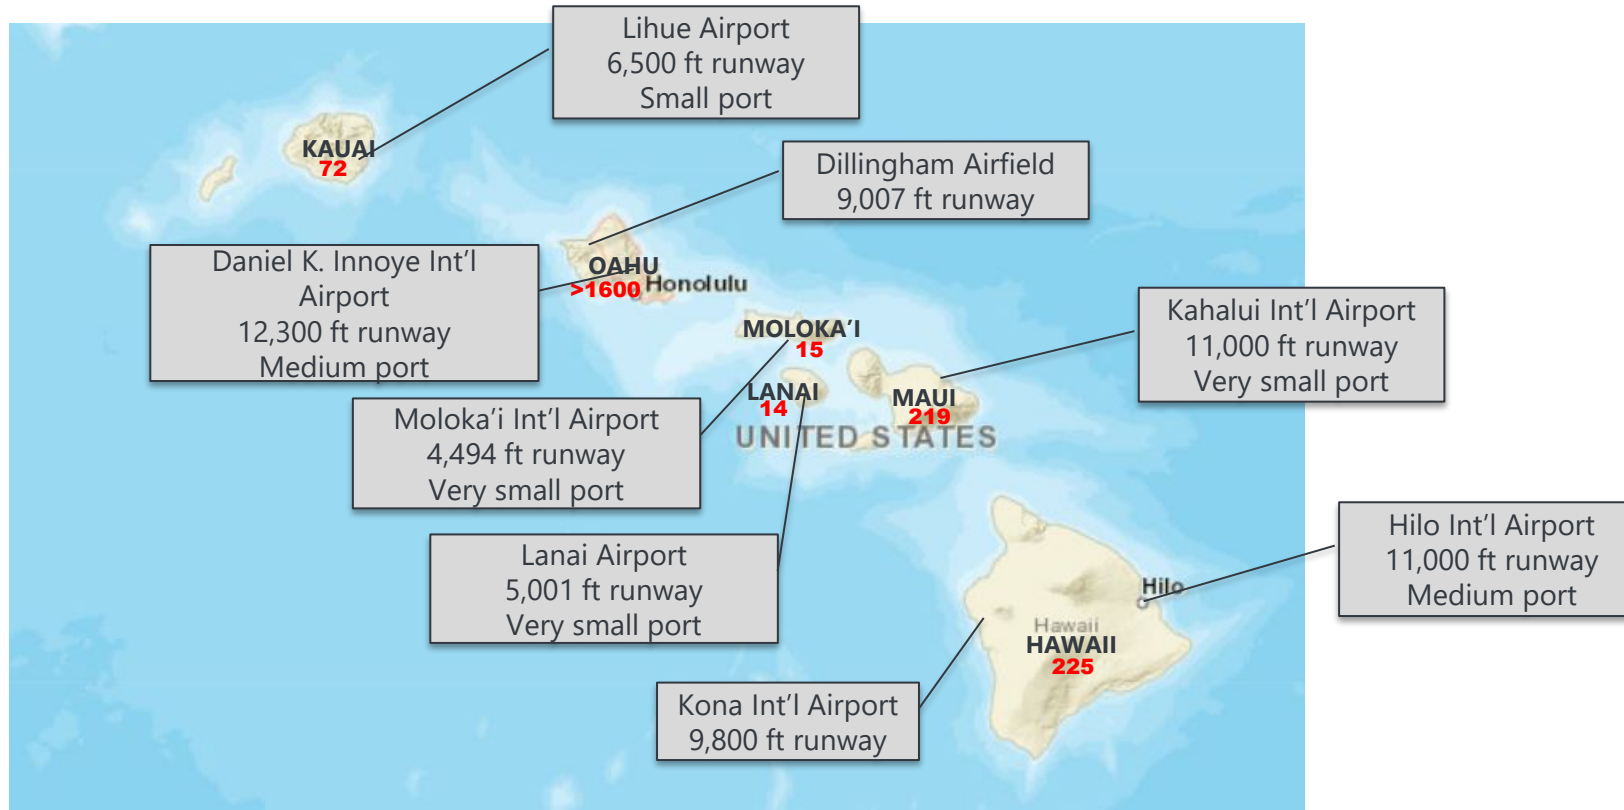 Lihue Airport
6,500 ft runway
Small port
KAUAI
72
Dillingham Airfield
9,007 ft runway
Daniel K. Innoye Int’l
Airport
12,300 ft runway
Medium port
OAHU
>1600
Honolulu
MOLOKA’I
15
Kahalui Int’l Airport
11,000 ft runway
Very small port
LANAI
14
MAUI
219
UNITED STATES
Moloka’i Int’l Airport
4,494 ft runway
Very small port
Lanai Airport
5,001 ft runway
Very small port
Hilo Int’l Airport
11,000 ft runway
Medium port
Hilo
Hawaii
HAWAII
225
Kona Int’l Airport
9,800 ft runway